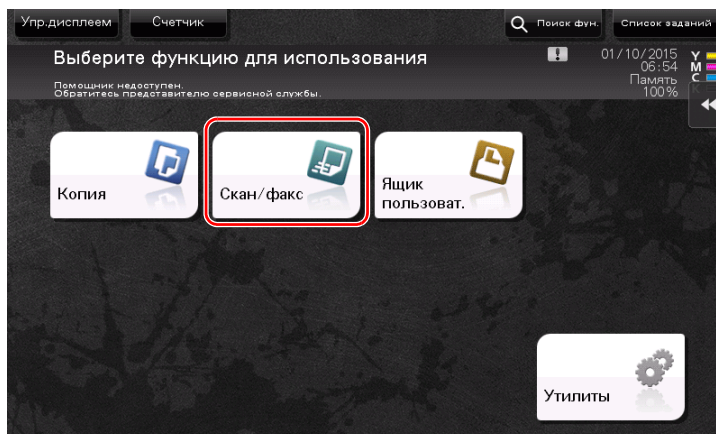 Упр.дисплеем
Счетчик
Поиск фун.
Список заданий
Выберите функцию для использования
01/10/2015
06:54
Память
100%
Y
M
C
K
Помощник недоступен.
Обратитесь представителю сервисной службы.
Копия
Скан/факс
Ящик
пользоват.
Утилиты